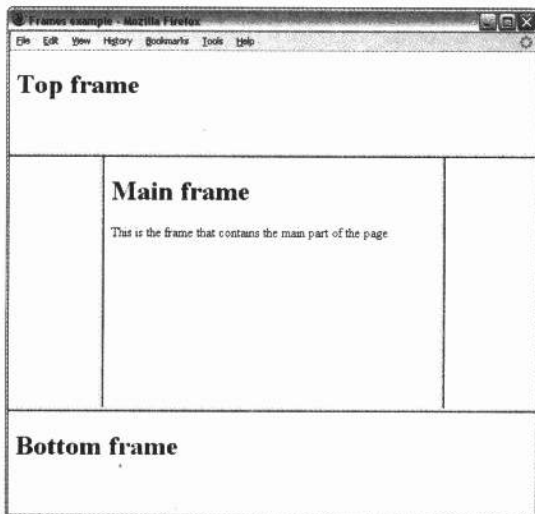 Frames example - Mozilla Firefox
File Edit View History Bookmarks Tools Help
Top frame
Main frame
This is the frame that contains the main part of the page
Bottom frame